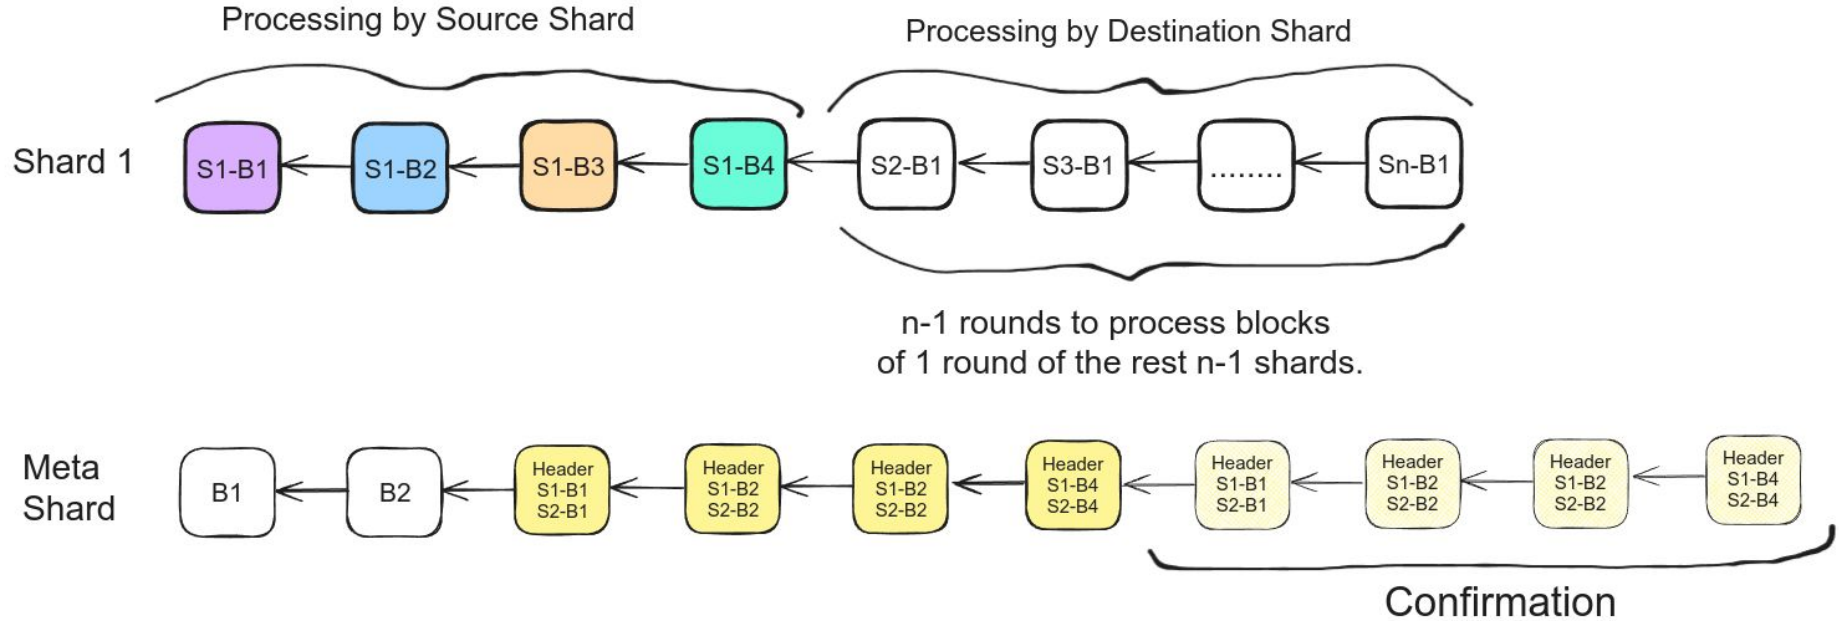 Processing by Source Shard
Processing by Destination Shard
Shard 1
S1-B1
S1-B2
S1-B3
S1-B4
S2-B1
S3-B1
........
Sn-B1
n-1 rounds to process blocks
of 1 round of the rest n-1 shards.
Meta
Shard
B1
B2
Header
S1-B1
S2-B1
Header
S1-B2
S2-B2
Header
S1-B2
S2-B2
Header
S1-B4
S2-B4
Header
S1-B1
S2-B1
Header
S1-B2
S2-B2
Header
S1-B2
S2-B2
Header
S1-B4
S2-B4
Confirmation